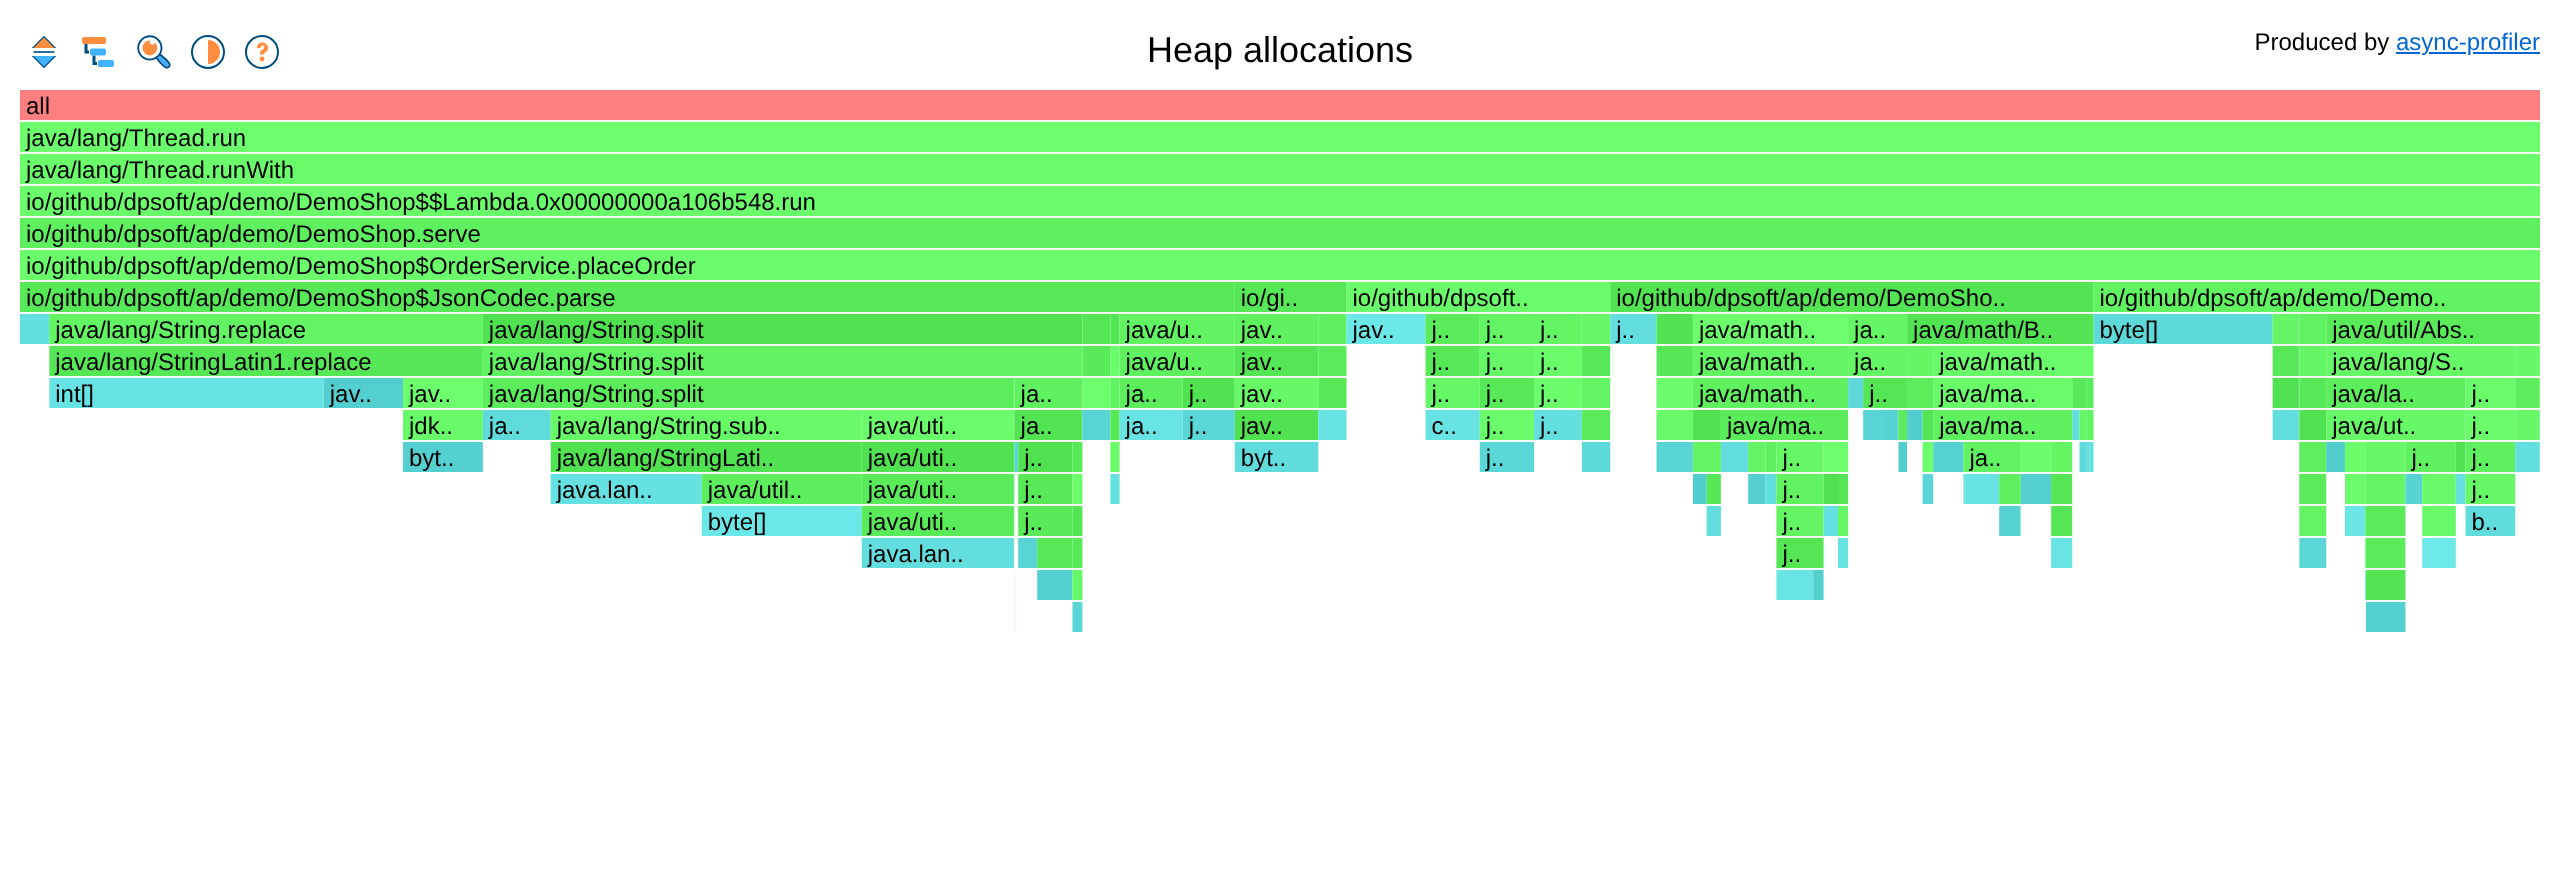 Heap allocations
Produced by async-profiler
all
java/lang/Thread.run
java/lang/Thread.runWith
io/github/dpsoft/ap/demo/DemoShop$$Lambda.0x00000000a106b548.run
io/github/dpsoft/ap/demo/DemoShop.serve
io/github/dpsoft/ap/demo/DemoShop$OrderService.placeOrder
io/github/dpsoft/ap/demo/DemoShop$JsonCodec.parse io/gi.. io/github/dpsoft.. io/github/dpsoft/ap/demo/DemoSho.. io/github/dpsoft/ap/demo/Demo..
java/lang/String.replace java/lang/String.split java/u.. jav.. jav.. j.. j.. j.. j.. java/math.. ja.. java/math/B.. byte[] java/util/Abs..
java/lang/StringLatin1.replace java/lang/String.split java/u.. jav.. j.. j.. j.. java/math.. ja.. java/math.. java/lang/S..
int[] jav.. jav.. java/lang/String.split ja.. ja.. j.. jav.. j.. j.. j.. java/math.. j.. java/ma.. java/la.. j..
jdk.. ja.. java/lang/String.sub.. java/uti.. ja.. ja.. j.. jav.. c.. j.. j.. java/ma.. java/ma.. java/ut.. j..
byt.. java/lang/StringLati.. java/uti.. j.. byt.. j.. j.. ja.. j.. j..
java.lan.. java/util.. java/uti.. j.. j.. j..
byte[] java/uti.. j.. j.. b..
java.lan.. j..